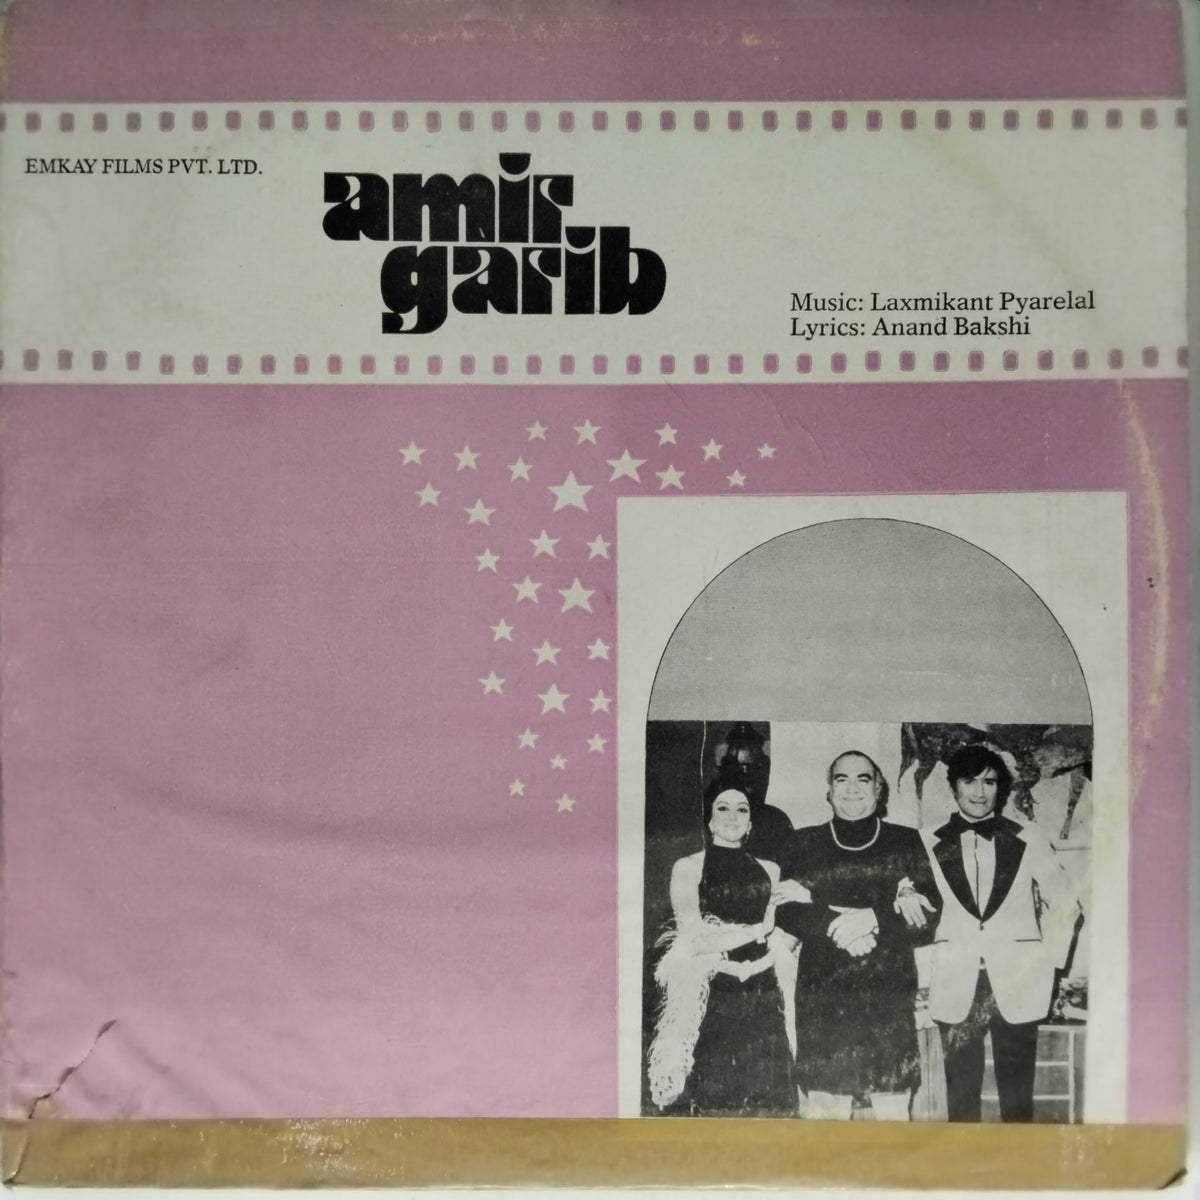 EMKAY FILMS PVT. LTD.
amir
garib
Music: Laxmikant Pyarelal
Lyrics: Anand Bakshi